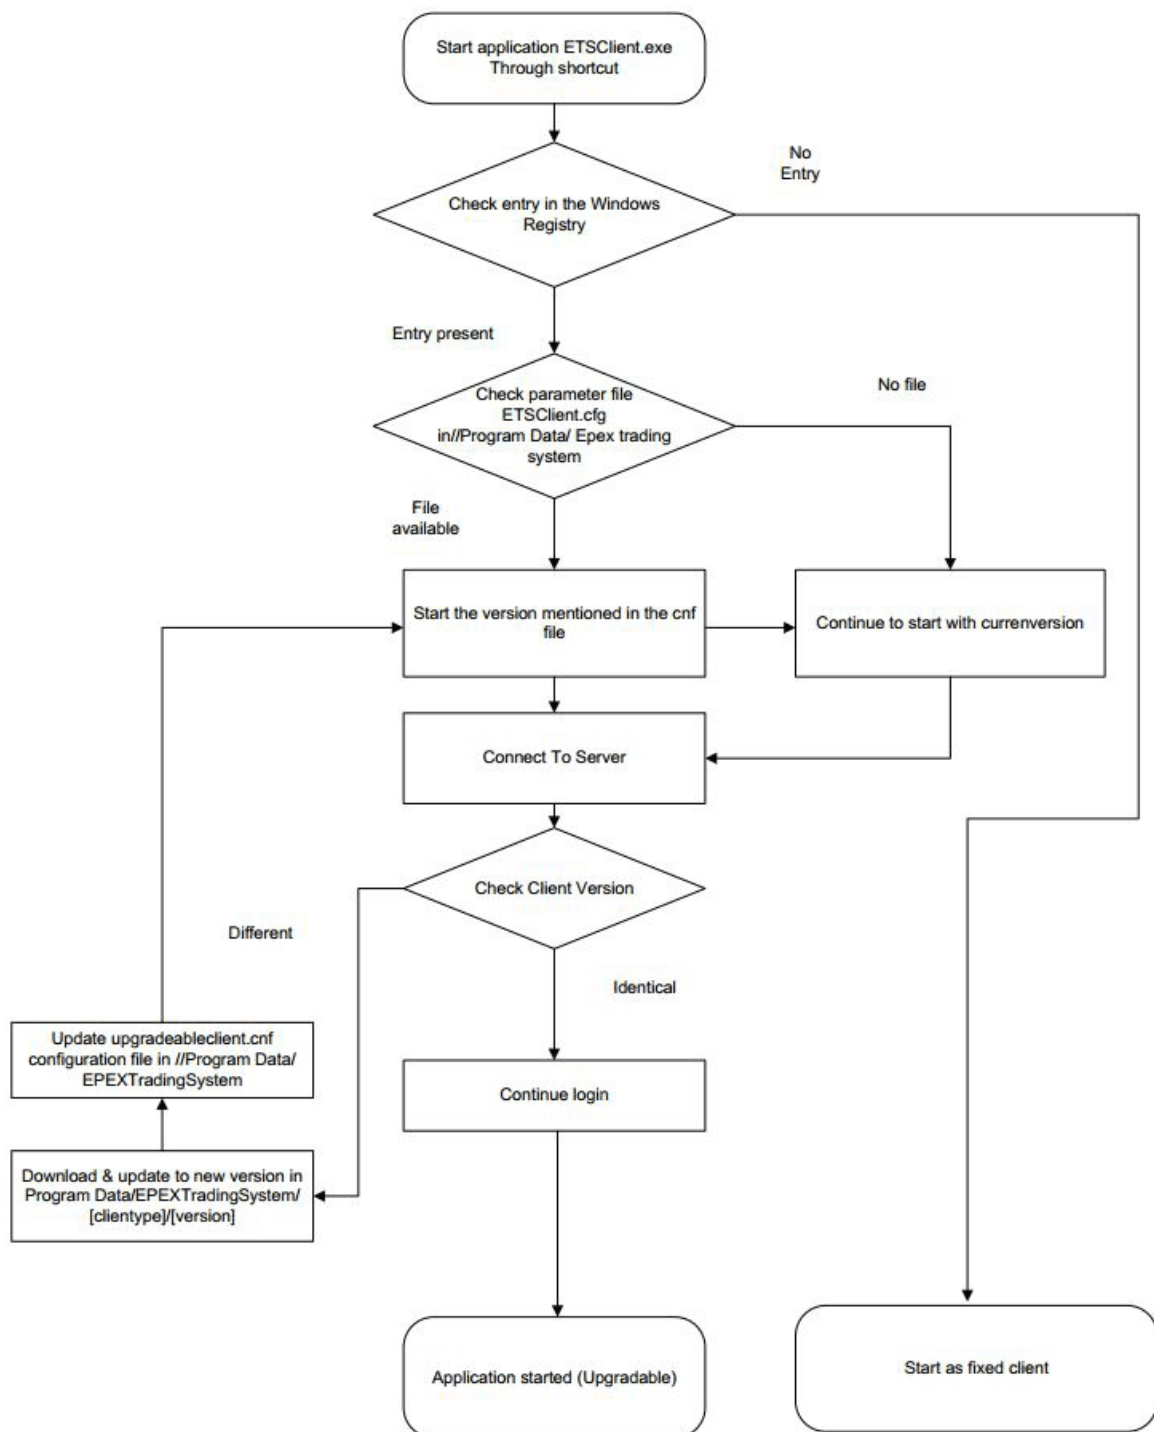 Start application ETSClient.exe
Through shortcut
No
Entry
Check entry in the Windows
Registry
Entry present
Check parameter file
ETSClient.cfg
in//Program Data/ Epex trading
system
No file
File
available
Start the version mentioned in the cnf
file
Continue to start with currenversion
Connect To Server
Check Client Version
Different
Identical
Update upgradeableclient.cnf
configuration file in //Program Data/
EPEXTradingSystem
Continue login
Download & update to new version in
Program Data/EPEXTradingSystem/
[clientype]/[version]
Application started (Upgradable)
Start as fixed client